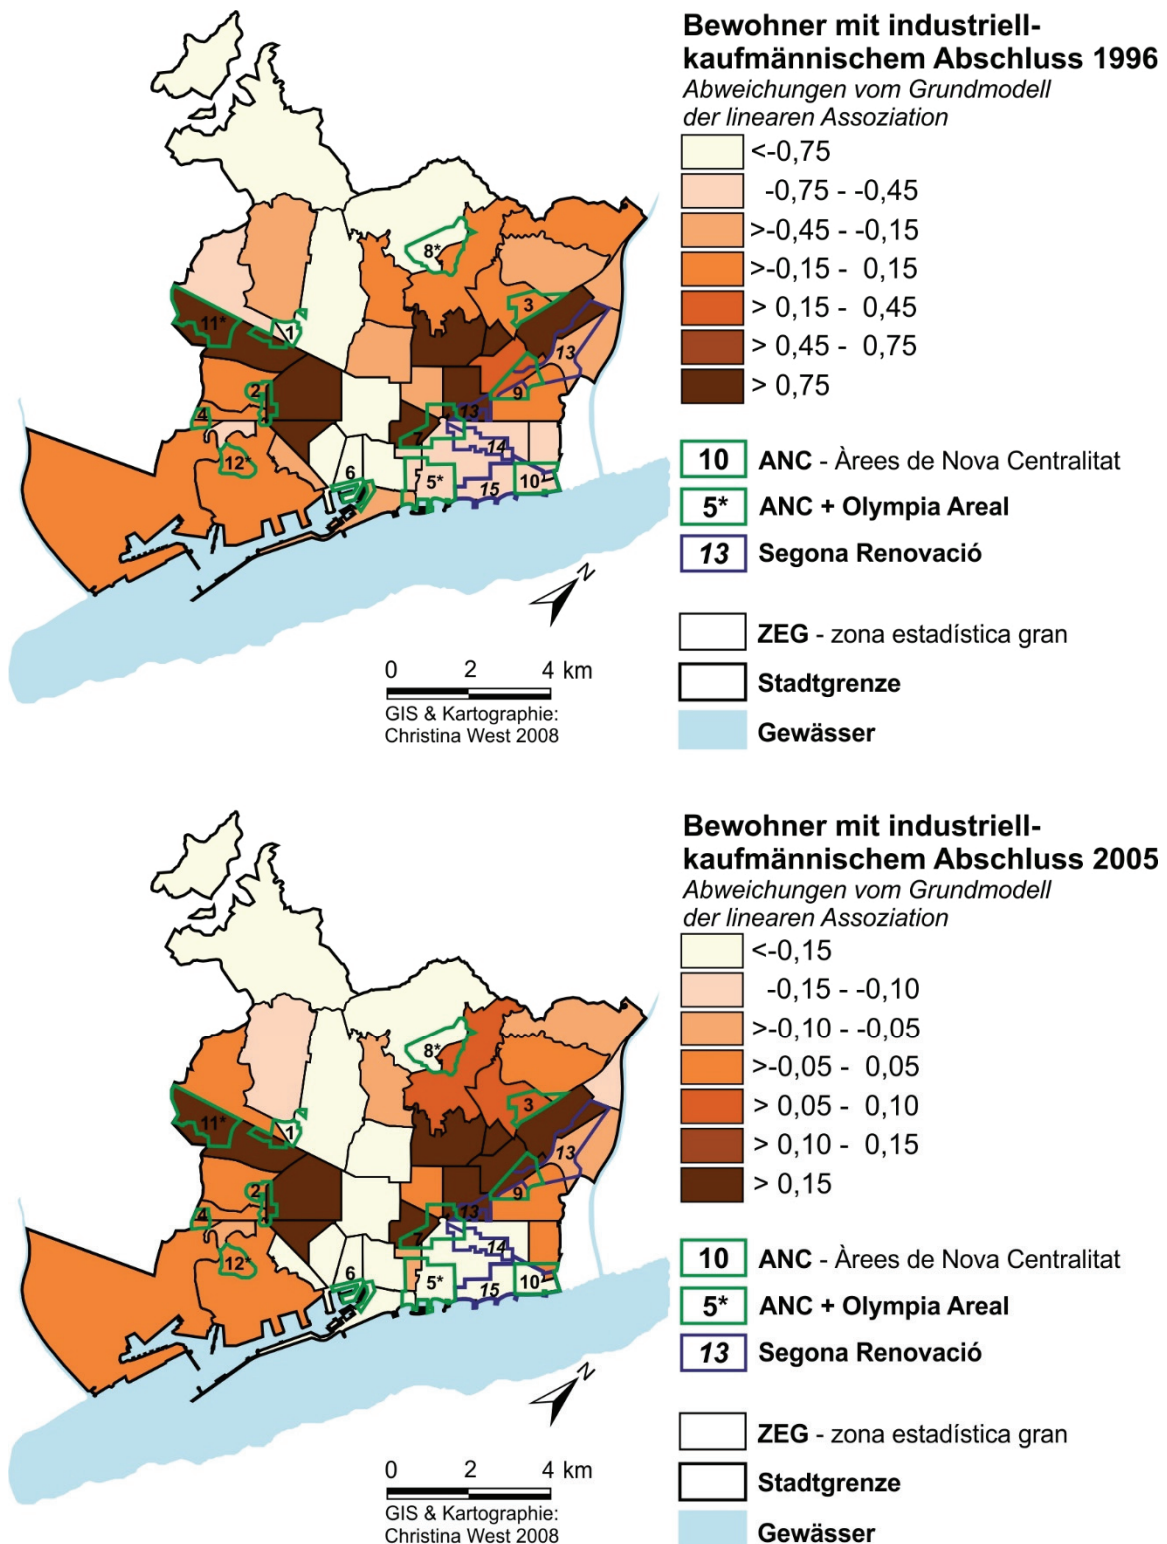 Bewohner mit industriell-
kaufmännischem Abschluss 1996
Abweichungen vom Grundmodell
der linearen Assoziation
<-0,75
-0,75 - -0,45
>-0,45 - -0,15
>-0,15 - 0,15
> 0,15 - 0,45
> 0,45 - 0,75
> 0,75
8*
3
11*
1
13
2
9
4
13
7
14
12*
6
5*
15
10
10 ANC - Àrees de Nova Centralitat
5* ANC + Olympia Areal
13 Segona Renovació
N
ZEG - zona estadística gran
Stadtgrenze
Gewässer
0 2 4 km
GIS & Kartographie:
Christina West 2008
Bewohner mit industriell-
kaufmännischem Abschluss 2005
Abweichungen vom Grundmodell
der linearen Assoziation
<-0,15
-0,15 - -0,10
>-0,10 - -0,05
>-0,05 - 0,05
> 0,05 - 0,10
> 0,10 - 0,15
> 0,15
8*
3
11*
1
13
2
9
4
13
7
14
12*
6
5*
15
10
10 ANC - Àrees de Nova Centralitat
5* ANC + Olympia Areal
13 Segona Renovació
N
ZEG - zona estadística gran
Stadtgrenze
Gewässer
0 2 4 km
GIS & Kartographie:
Christina West 2008